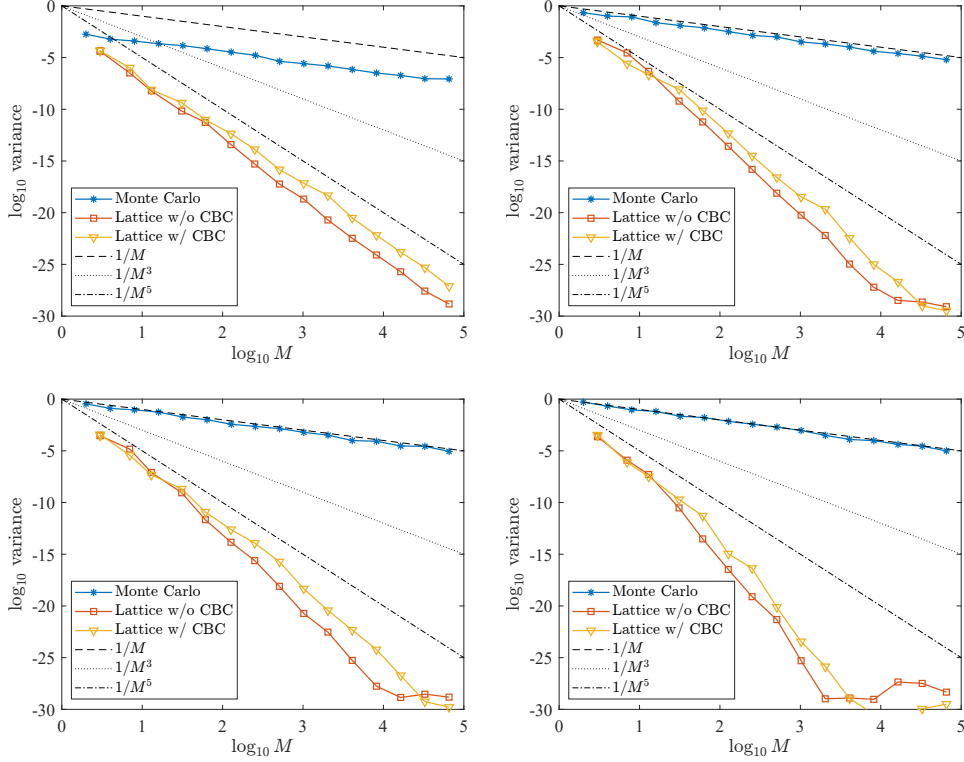 0
-5
-10
-15
-20
-25
-30
log₁₀ variance
Monte Carlo
Lattice w/o CBC
Lattice w/ CBC
1/M
1/M³
1/M⁵
0 1 2 3 4 5
log₁₀ M
0
-5
-10
-15
-20
-25
-30
log₁₀ variance
Monte Carlo
Lattice w/o CBC
Lattice w/ CBC
1/M
1/M³
1/M⁵
0 1 2 3 4 5
log₁₀ M
0
-5
-10
-15
-20
-25
-30
log₁₀ variance
Monte Carlo
Lattice w/o CBC
Lattice w/ CBC
1/M
1/M³
1/M⁵
0 1 2 3 4 5
log₁₀ M
0
-5
-10
-15
-20
-25
-30
log₁₀ variance
Monte Carlo
Lattice w/o CBC
Lattice w/ CBC
1/M
1/M³
1/M⁵
0 1 2 3 4 5
log₁₀ M